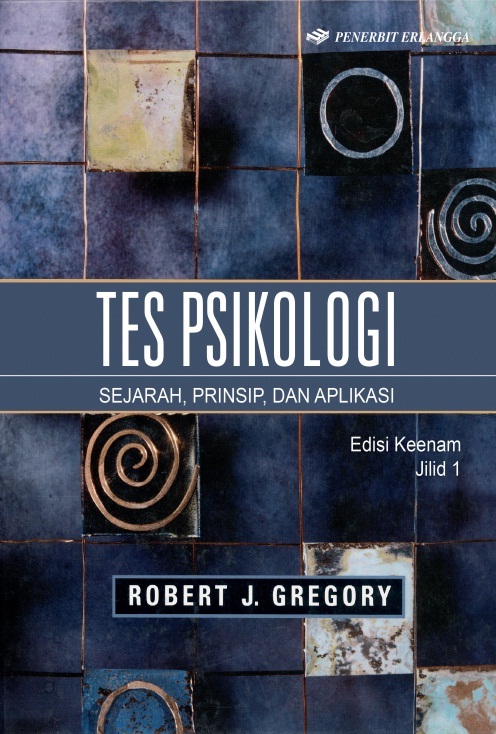 PENERBIT ERLANGGA
TES PSIKOLOGI
SEJARAH, PRINSIP, DAN APLIKASI
Edisi Keenam
Jilid 1
ROBERT J. GREGORY